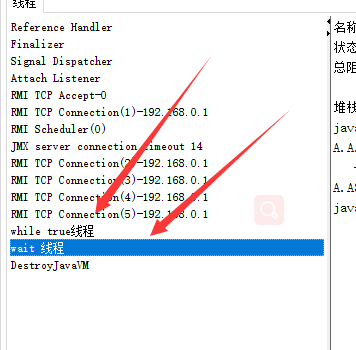 线程
Reference Handler
Finalizer
Signal Dispatcher
Attach Listener
RMI TCP Accept-0
RMI TCP Connection(1)-192.168.0.1
RMI Scheduler(0)
JMX server connection timeout 14
RMI TCP Connection(2)-192.168.0.1
RMI TCP Connection(3)-192.168.0.1
RMI TCP Connection(4)-192.168.0.1
RMI TCP Connection(5)-192.168.0.1
while true线程
wait 线程
DestroyJavaVM
名称
状态
总阻
堆栈
java
A.A.
A.A
java